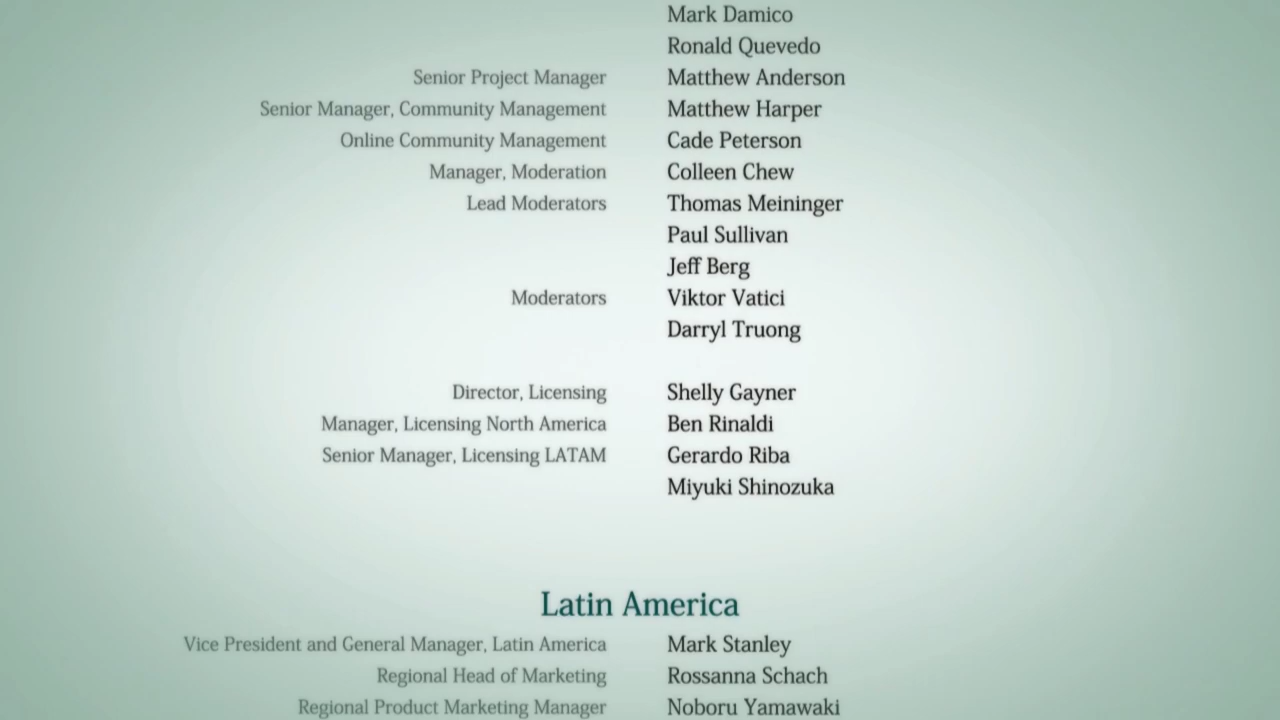 Mark Damico
Ronald Quevedo
Senior Project Manager Matthew Anderson
Senior Manager, Community Management Matthew Harper
Online Community Management Cade Peterson
Manager, Moderation Colleen Chew
Lead Moderators Thomas Meininger
Paul Sullivan
Jeff Berg
Moderators Viktor Vatici
Darryl Truong
Director, Licensing Shelly Gayner
Manager, Licensing North America Ben Rinaldi
Senior Manager, Licensing LATAM Gerardo Riba
Miyuki Shinozuka
Latin America
Vice President and General Manager, Latin America Mark Stanley
Regional Head of Marketing Rossanna Schach
Regional Product Marketing Manager Noboru Yamawaki